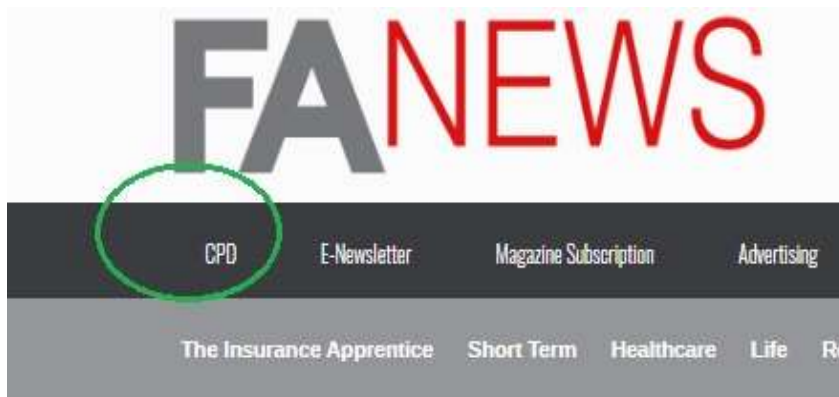 FANEWS
CPD E-Newsletter Magazine Subscription Advertising
The Insurance Apprentice Short Term Healthcare Life